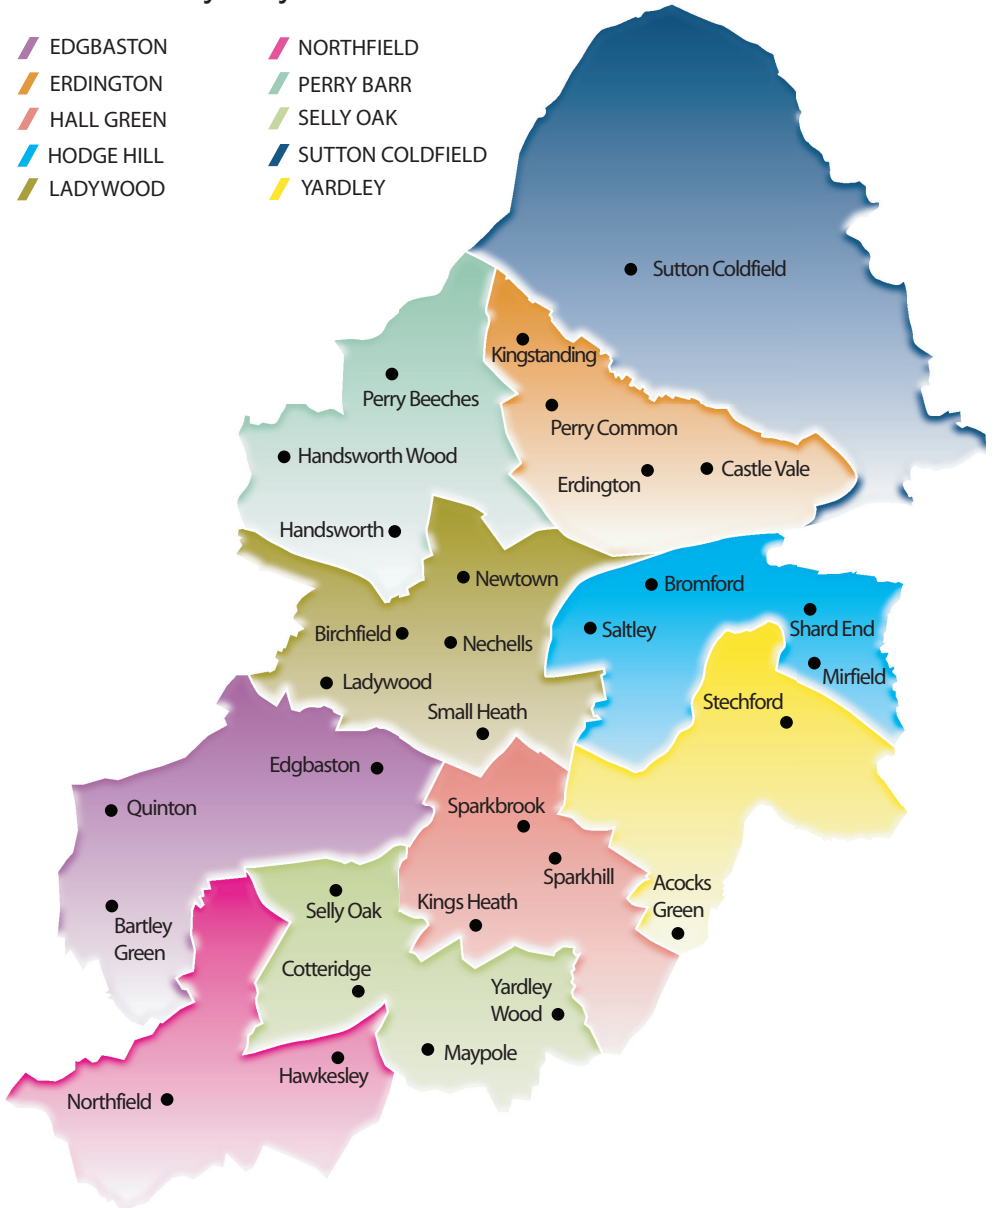 EDGBASTON
ERDINGTON
HALL GREEN
HODGE HILL
LADYWOOD
NORTHFIELD
PERRY BARR
SELLY OAK
SUTTON COLDFIELD
YARDLEY
Sutton Coldfield
Kingstanding
Perry Beeches
Perry Common
Handsworth Wood
Castle Vale
Erdington
Handsworth
Newtown
Bromford
Birchfield
Nechells
Saltley
Shard End
Mirfield
Ladywood
Stechford
Small Heath
Edgbaston
Quinton
Sparkbrook
Sparkhill
Acocks
Green
Kings Heath
Selly Oak
Bartley
Green
Cotteridge
Yardley
Wood
Maypole
Hawkesley
Northfield